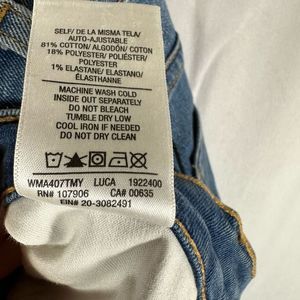 SELF/ DE LA MISMA TELA/
AUTO-AJUSTABLE
81% COTTON/ ALGODÓN/ COTON
18% POLYESTER/ POLIÉSTER/
POLYESTER
1% ELASTANE/ ELASTANO/
ÉLASTHANNE
MACHINE WASH COLD
INSIDE OUT SEPARATELY
DO NOT BLEACH
TUMBLE DRY LOW
COOL IRON IF NEEDED
DO NOT DRY CLEAN
WMA407TMY LUCA 1922400
RN# 107906 CA# 00635
EIN# 20-3082491